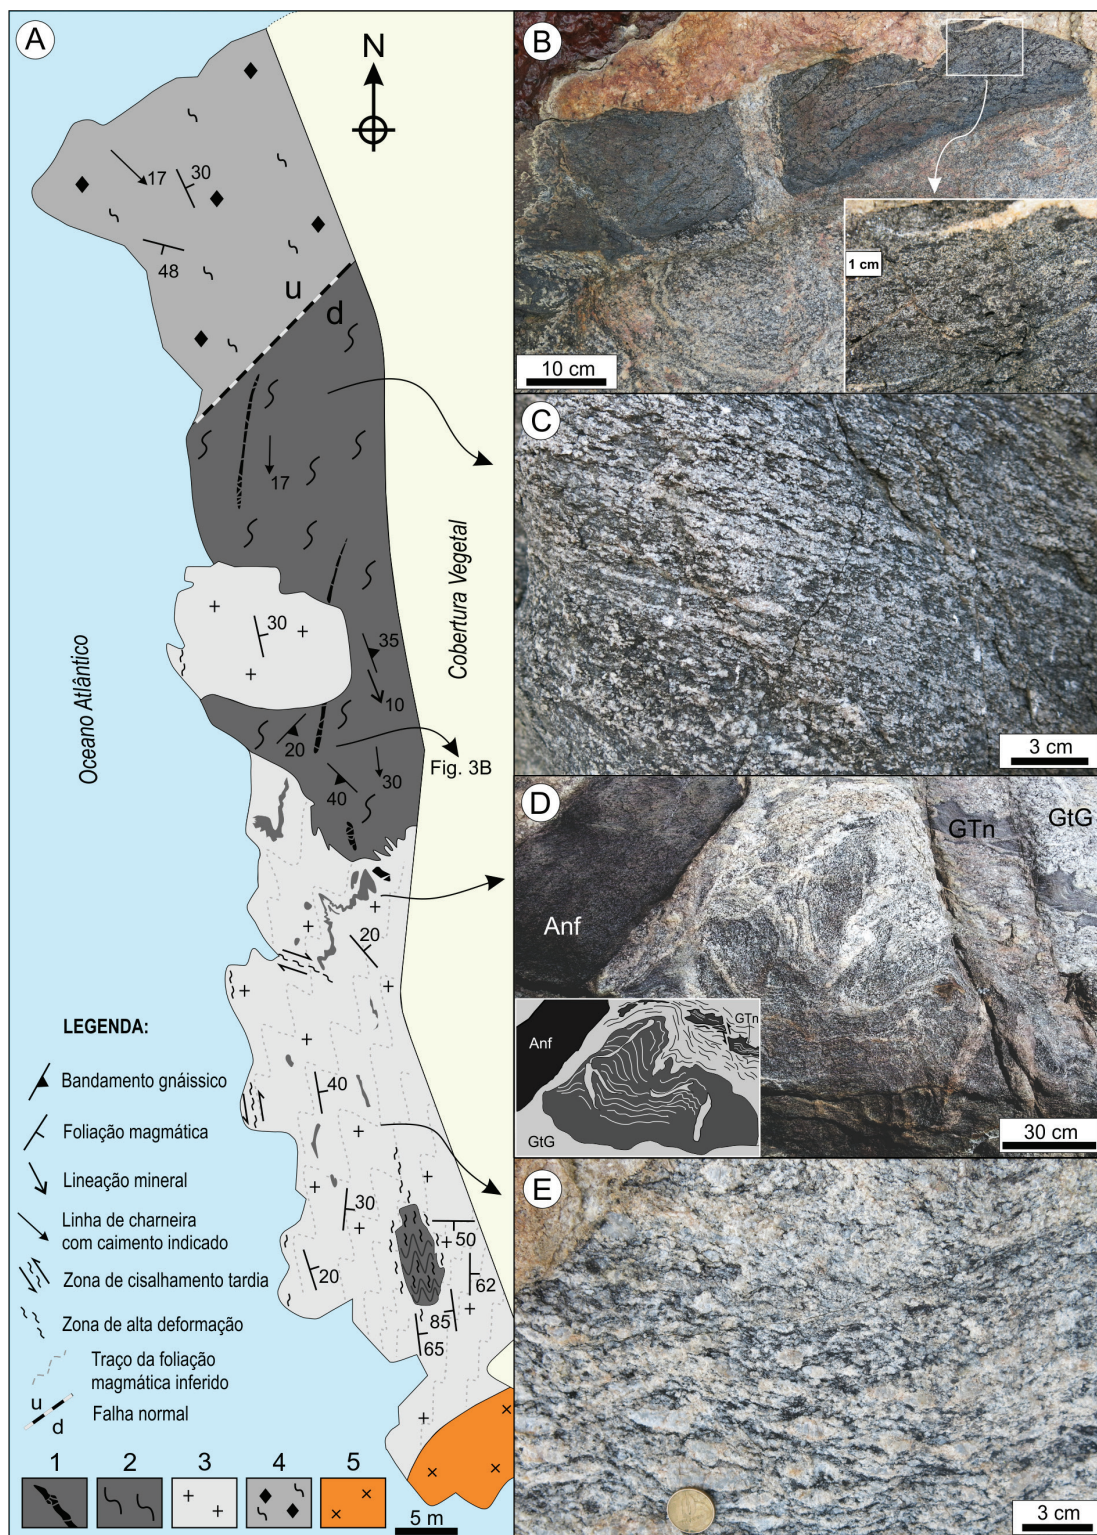 A
N
17
30
48
u
d
17
Oceano Atlântico
Cobertura Vegetal
30
35
10
20
30
40
Fig. 3B
20
40
30
20
50
62
85
65
LEGENDA:
Bandamento gnáissico
Foliação magmática
Lineação mineral
Linha de charneira
com caimento indicado
Zona de cisalhamento tardia
Zona de alta deformação
Traço da foliação
magmática inferido
u
d
Falha normal
1 2 3 4 5
5 m
B
1 cm
10 cm
C
3 cm
D
Anf
GTn
GtG
Anf
GTn
GtG
30 cm
E
3 cm